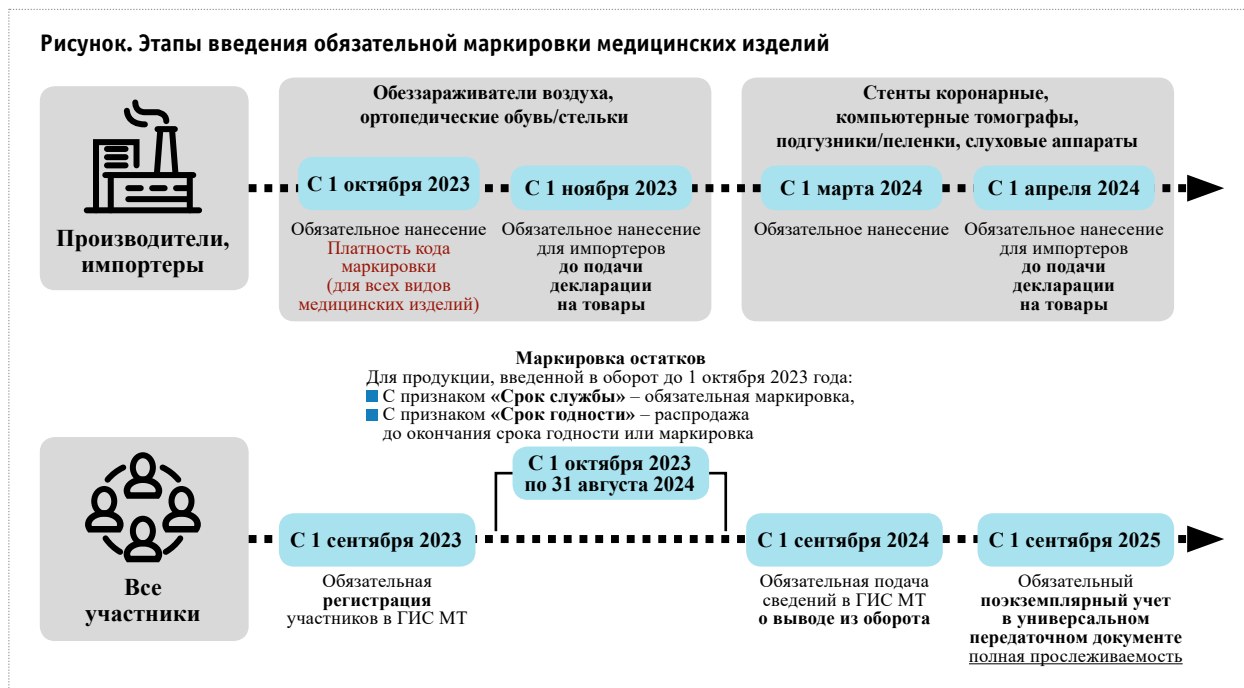 Рисунок. Этапы введения обязательной маркировки медицинских изделий
Производители,
импортеры
Обеззараживатели воздуха,
ортопедические обувь/стельки
С 1 октября 2023
Обязательное нанесение
Платность кода
маркировки
(для всех видов
медицинских изделий)
С 1 ноября 2023
Обязательное нанесение
для импортеров
до подачи
декларации
на товары
Стенты коронарные,
компьютерные томографы,
подгузники/пеленки, слуховые аппараты
С 1 марта 2024
Обязательное нанесение
С 1 апреля 2024
Обязательное нанесение
для импортеров
до подачи
декларации
на товары
Маркировка остатков
Для продукции, введенной в оборот до 1 октября 2023 года:
С признаком «Срок службы» – обязательная маркировка,
С признаком «Срок годности» – распродажа
до окончания срока годности или маркировка
С 1 октября 2023
по 31 августа 2024
Все
участники
С 1 сентября 2023
Обязательная
регистрация
участников в ГИС МТ
С 1 сентября 2024
Обязательная подача
сведений в ГИС МТ
о выводе из оборота
С 1 сентября 2025
Обязательный
поэкземплярный учет
в универсальном
передаточном документе
полная прослеживаемость